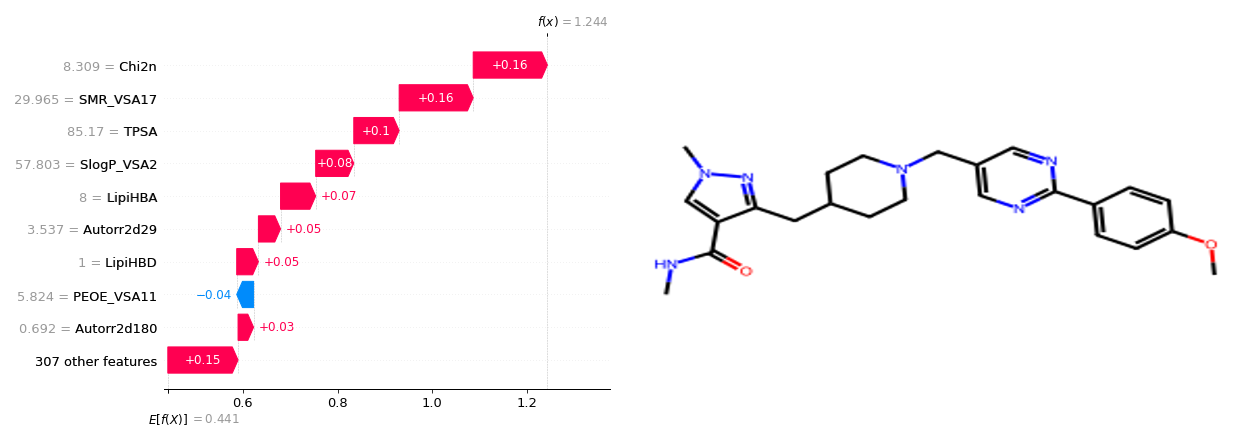 f(x) = 1.244
8.309 = Chi2n
+0.16
29.965 = SMR_VSA17
+0.16
85.17 = TPSA
+0.1
57.803 = SlogP_VSA2
+0.08
8 = LipiHBA
+0.07
3.537 = Autorr2d29
+0.05
1 = LipiHBD
+0.05
5.824 = PEOE_VSA11
−0.04
0.692 = Autorr2d180
+0.03
307 other features
+0.15
0.6 0.8 1.0 1.2
E[f(X)] = 0.441
N N
HN
O
N
N
N
O